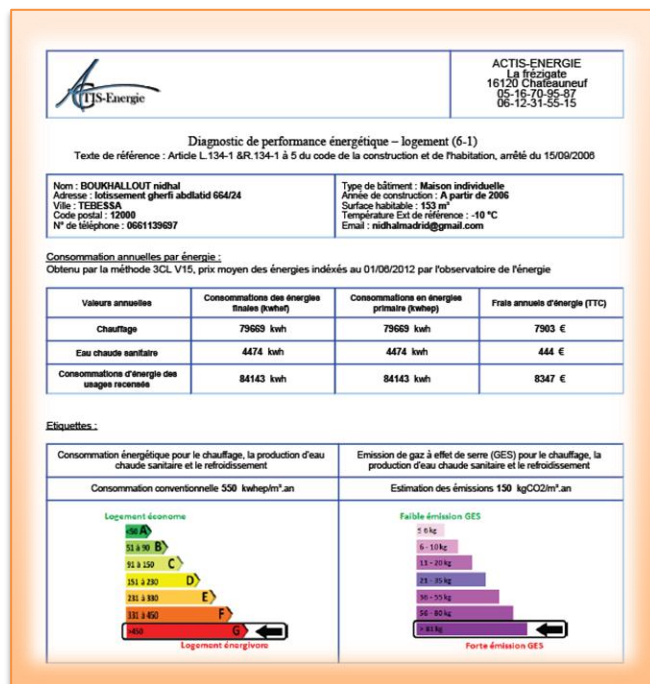 ACTIS-Energie
ACTIS-ENERGIE
La frézigate
16120 Chateauneuf
05-16-70-95-87
06-12-31-55-15
Diagnostic de performance énergétique – logement (6-1)
Texte de référence : Article L.134-1 &R.134-1 à 5 du code de la construction et de l'habitation, arrêté du 15/09/2006
Nom : BOUKHALLOUT nidhal
Adresse : lotissement gherfi abdlatid 664/24
Ville : TEBESSA
Code postal : 12000
N° de téléphone : 0661139697
Type de bâtiment : Maison individuelle
Année de construction : A partir de 2006
Surface habitable : 153 m²
Température Ext de référence : -10 °C
Email : nidhalmadrid@gmail.com
Consommation annuelles par énergie :
Obtenu par la méthode 3CL V15, prix moyen des énergies indéxés au 01/06/2012 par l'observatoire de l'énergie
Valeurs annuelles
Consommations des énergies
finales (kwhef)
Consommations en énergies
primaire (kwhep)
Frais annuels d'énergie (TTC)
Chauffage
79669 kwh
79669 kwh
7903 €
Eau chaude sanitaire
4474 kwh
4474 kwh
444 €
Consommations d'énergie des
usages recensés
84143 kwh
84143 kwh
8347 €
Etiquettes :
Consommation énergétique pour le chauffage, la production d'eau
chaude sanitaire et le refroidissement
Emission de gaz à effet de serre (GES) pour le chauffage, la
production d'eau chaude sanitaire et le refroidissement
Consommation conventionnelle 550 kwhep/m².an
Estimation des émissions 150 kgCO2/m².an
Logement économe
<50 A
51 à 90 B
91 à 150 C
151 à 230 D
231 à 330 E
331 à 450 F
>450 G
Logement énergivore
Faible émission GES
6 - 10 kg
11 - 20 kg
21 - 35 kg
36 - 55 kg
56 - 80 kg
> 81 kg
Forte émission GES